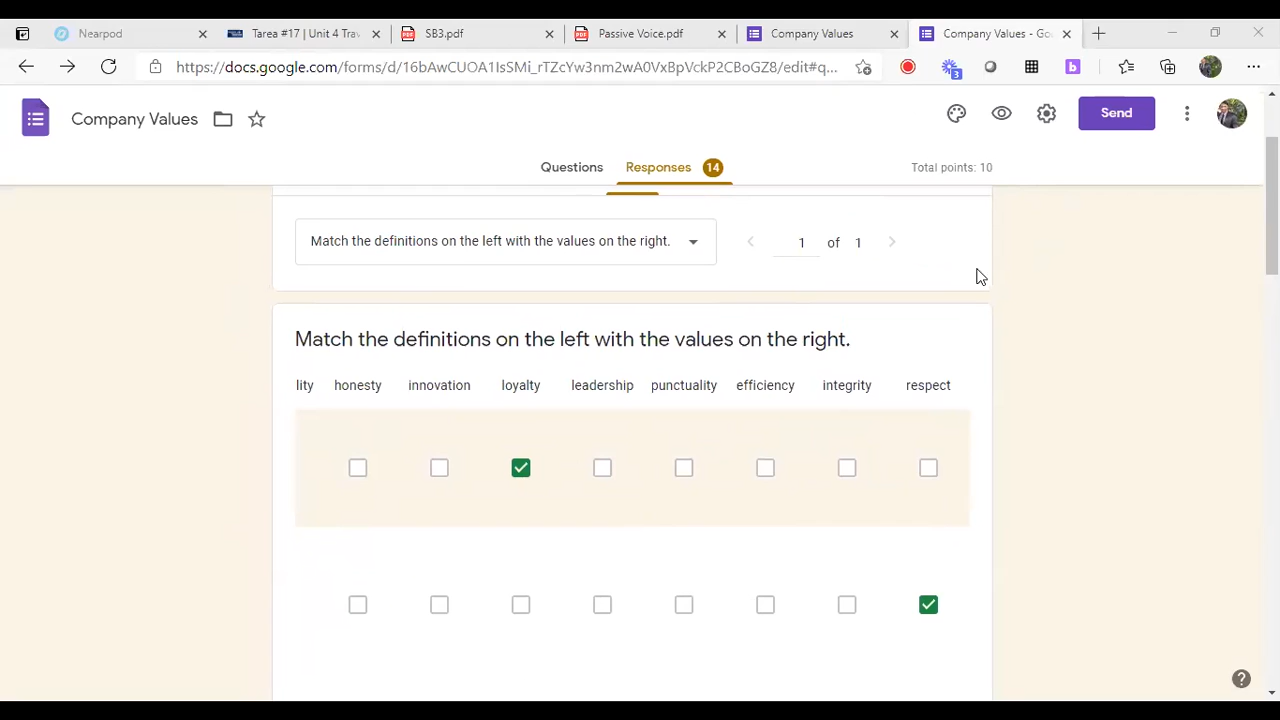 Nearpod
Tarea #17 | Unit 4 Trav
SB3.pdf
Passive Voice.pdf
Company Values
Company Values - Goo
https://docs.google.com/forms/d/16bAwCUOA1IsSMi_rTZcYw3nm2wA0VxBpVckP2CBoGZ8/edit#q...
3
b
Company Values
Send
Questions
Responses 14
Total points: 10
Match the definitions on the left with the values on the right.
1 of 1
Match the definitions on the left with the values on the right.
lity honesty innovation loyalty leadership punctuality efficiency integrity respect